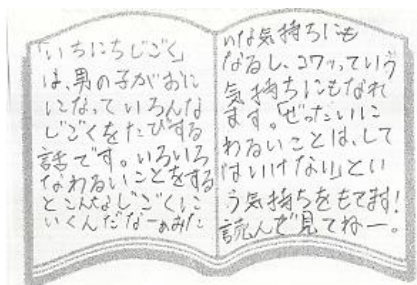 「いちにちじごく」
は、男の子がおに
になっていろんな
じごくをたびする
話です。いろいろ
なわるいことをする
とこんなじごくに
いくんだなーぁみた
いな気持ちにも
なるし、コワッっていう
気持ちにもなれ
ます。「ぜったいに
わるいことは、して
はいけない」とい
う気持ちをもてます!
読んで見てねー。